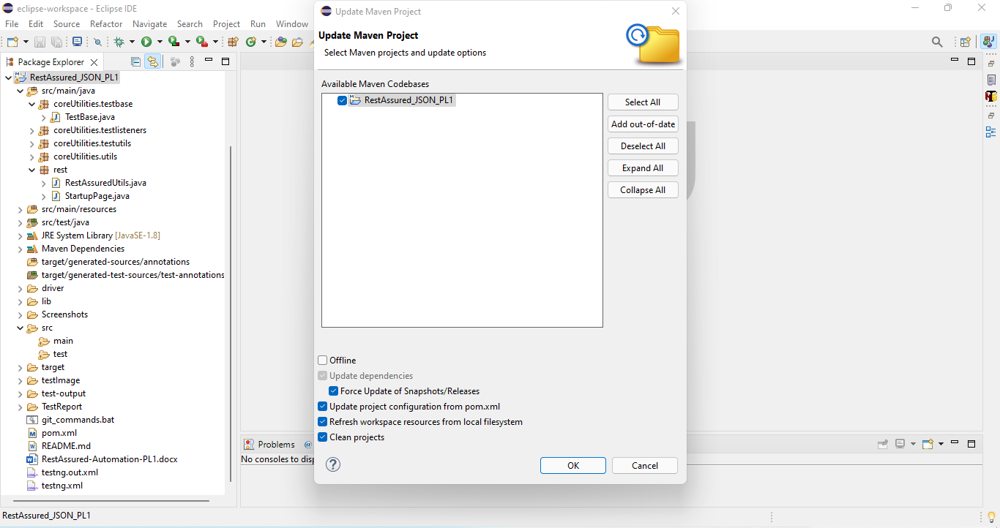 eclipse-workspace - Eclipse IDE
File Edit Source Refactor Navigate Search Project Run Window
Package Explorer
RestAssured_JSON_PL1
src/main/java
coreUtilities.testbase
TestBase.java
coreUtilities.testlisteners
coreUtilities.testutils
coreUtilities.utils
rest
RestAssuredUtils.java
StartupPage.java
src/main/resources
src/test/java
JRE System Library [JavaSE-1.8]
Maven Dependencies
target/generated-sources/annotations
target/generated-test-sources/test-annotations
driver
lib
Screenshots
src
main
test
target
testImage
test-output
TestReport
git_commands.bat
pom.xml
README.md
RestAssured-Automation-PL1.docx
testng.out.xml
testng.xml
Update Maven Project
Update Maven Project
Select Maven projects and update options
Available Maven Codebases
RestAssured_JSON_PL1
Select All
Add out-of-date
Deselect All
Expand All
Collapse All
Offline
Update dependencies
Force Update of Snapshots/Releases
Update project configuration from pom.xml
Refresh workspace resources from local filesystem
Clean projects
OK Cancel
Problems @
No consoles to disp
RestAssured_JSON_PL1